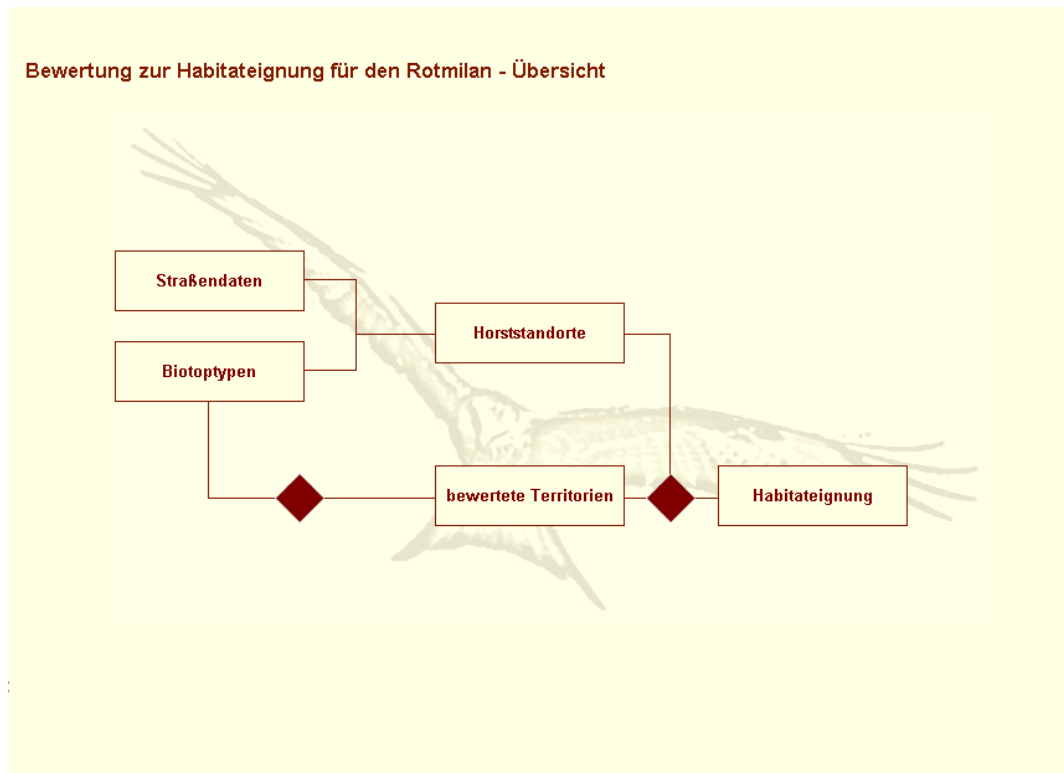 Bewertung zur Habitateignung für den Rotmilan - Übersicht
Straßendaten
Horststandorte
Biotoptypen
bewertete Territorien
Habitateignung